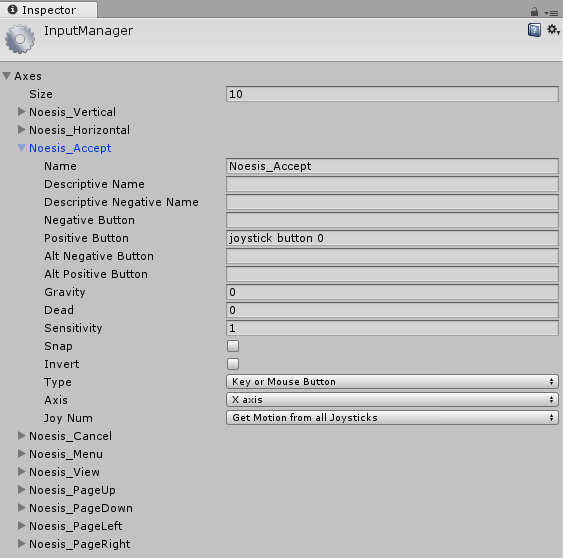 Inspector
InputManager
Axes
Size 10
Noesis_Vertical
Noesis_Horizontal
Noesis_Accept
Name Noesis_Accept
Descriptive Name
Descriptive Negative Name
Negative Button
Positive Button joystick button 0
Alt Negative Button
Alt Positive Button
Gravity 0
Dead 0
Sensitivity 1
Snap
Invert
Type Key or Mouse Button
Axis X axis
Joy Num Get Motion from all Joysticks
Noesis_Cancel
Noesis_Menu
Noesis_View
Noesis_PageUp
Noesis_PageDown
Noesis_PageLeft
Noesis_PageRight